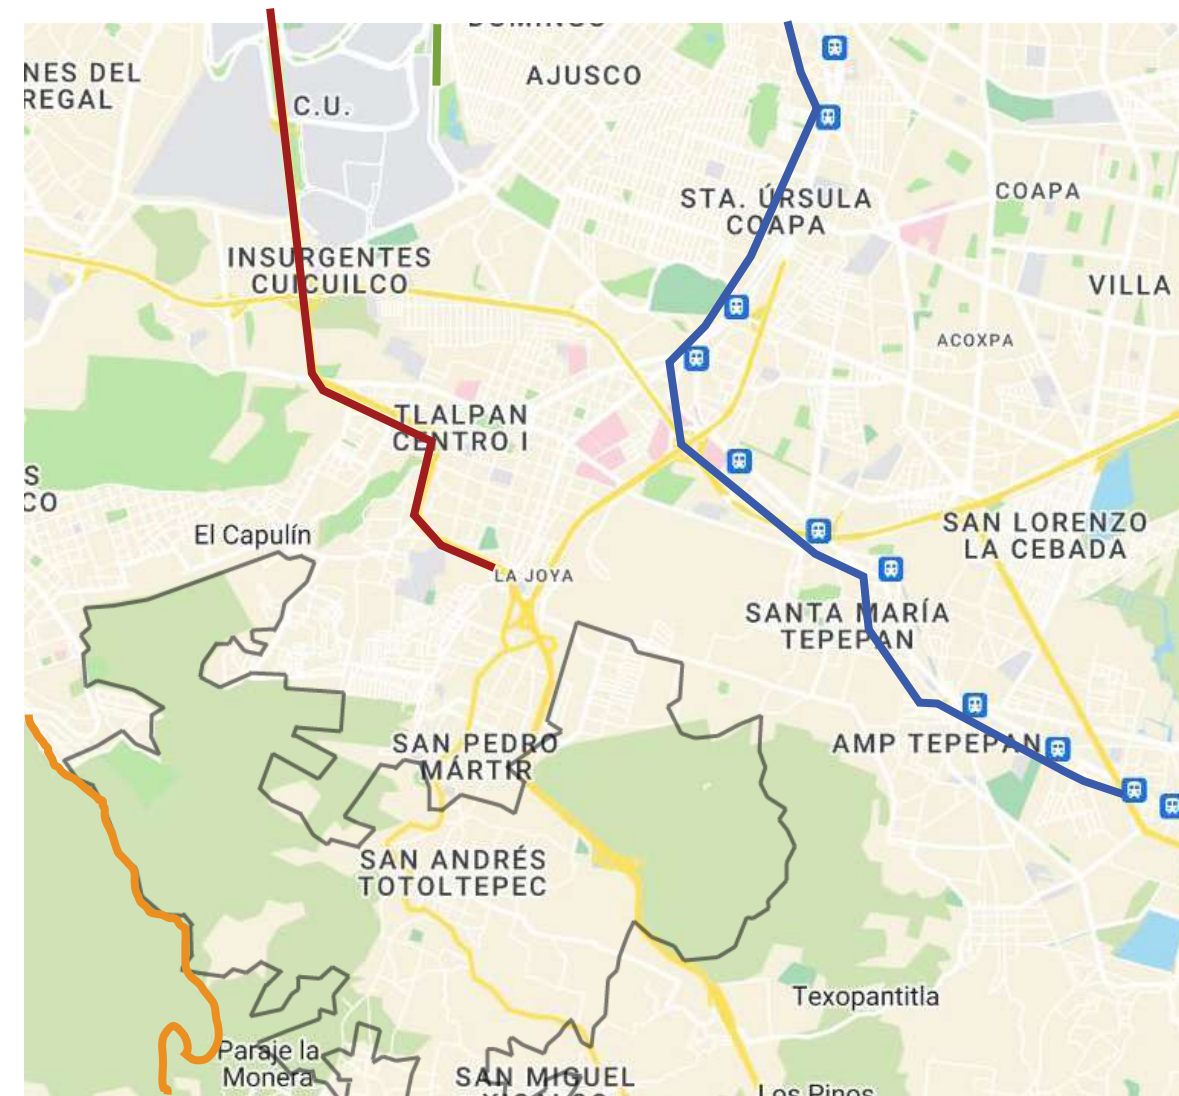 DOMINGO
NES DEL
REGAL
AJUSCO
C.U.
STA. ÚRSULA
COAPA
COAPA
INSURGENTES
CUICUILCO
VILLA
ACOXPA
TLALPAN
CENTRO I
S
CO
El Capulín
SAN LORENZO
LA CEBADA
LA JOYA
SANTA MARÍA
TEPEPAN
SAN PEDRO
MÁRTIR
AMP TEPEPAN
SAN ANDRÉS
TOTOLTEPEC
Texopantitla
Paraje la
Monera
SAN MIGUEL
Los Pinos